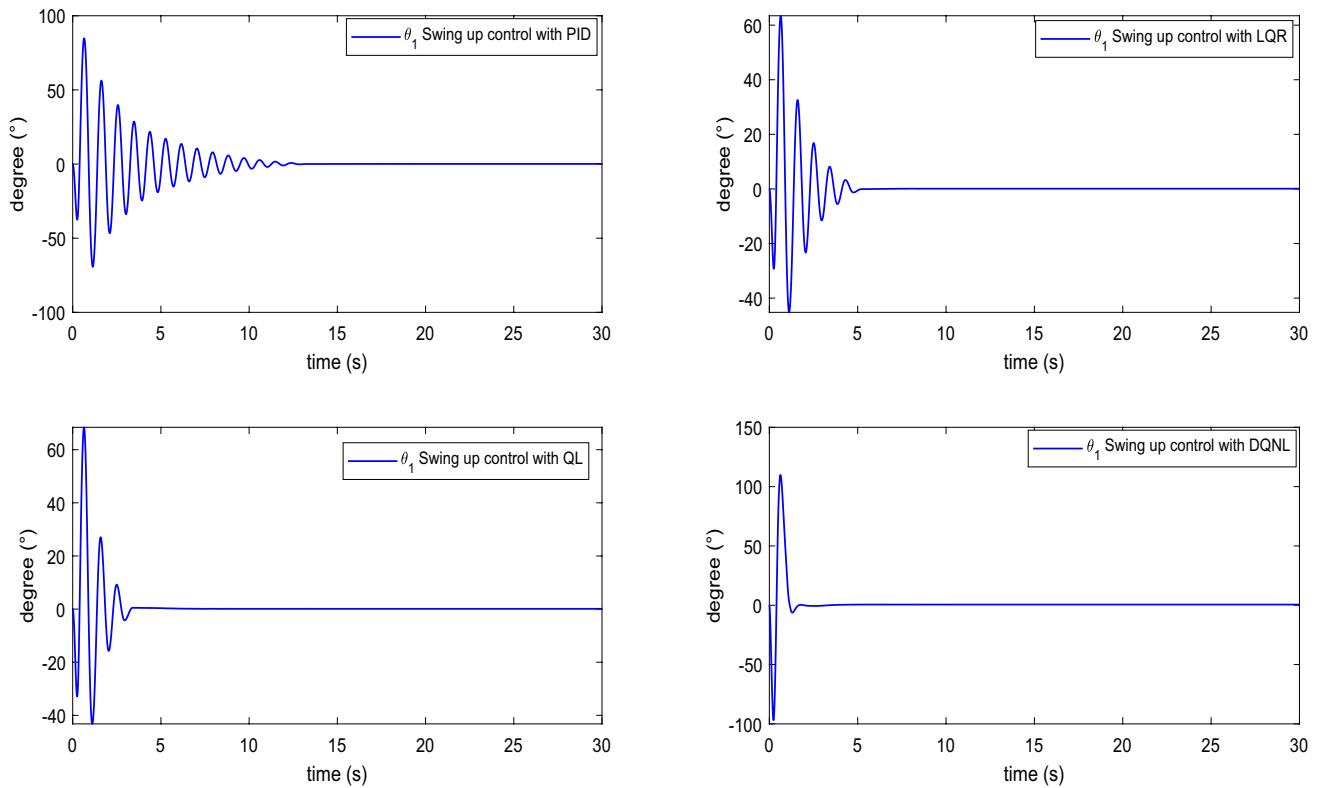 100
50
0
-50
-100
degree (°)
θ1 Swing up control with PID
0 5 10 15 20 25 30
time (s)
60
40
20
0
-20
-40
degree (°)
θ1 Swing up control with LQR
0 5 10 15 20 25 30
time (s)
60
40
20
0
-20
-40
degree (°)
θ1 Swing up control with QL
0 5 10 15 20 25 30
time (s)
150
100
50
0
-50
-100
degree (°)
θ1 Swing up control with DQNL
0 5 10 15 20 25 30
time (s)